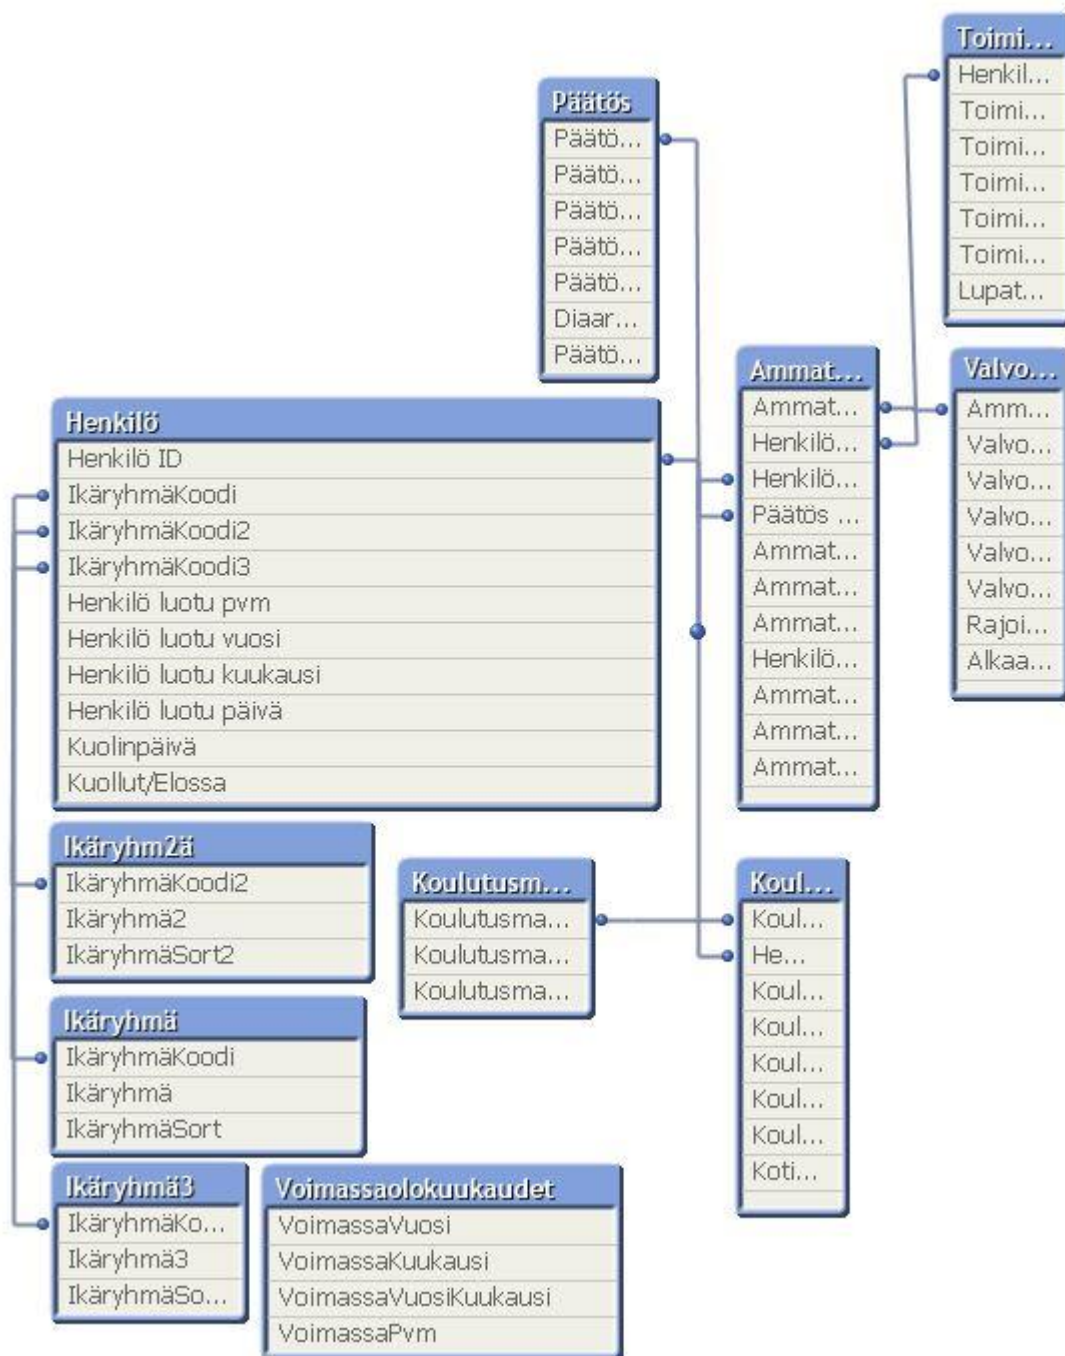 Toimi...
Henkil...
Toimi...
Toimi...
Toimi...
Toimi...
Toimi...
Lupat...
Päätös
Päätö...
Päätö...
Päätö...
Päätö...
Päätö...
Diaar...
Päätö...
Ammat...
Ammat...
Henkilö...
Henkilö...
Päätös ...
Ammat...
Ammat...
Ammat...
Henkilö...
Ammat...
Ammat...
Ammat...
Valvo...
Amm...
Valvo...
Valvo...
Valvo...
Valvo...
Valvo...
Rajoi...
Alkaa...
Henkilö
Henkilö ID
IkäryhmäKoodi
IkäryhmäKoodi2
IkäryhmäKoodi3
Henkilö luotu pvm
Henkilö luotu vuosi
Henkilö luotu kuukausi
Henkilö luotu päivä
Kuolinpäivä
Kuollut/Elossa
Ikäryhm2ä
IkäryhmäKoodi2
Ikäryhmä2
IkäryhmäSort2
Koulutusm...
Koulutusma...
Koulutusma...
Koulutusma...
Koul...
Koul...
He...
Koul...
Koul...
Koul...
Koul...
Koul...
Koti...
Ikäryhmä
IkäryhmäKoodi
Ikäryhmä
IkäryhmäSort
Ikäryhmä3
IkäryhmäKo...
Ikäryhmä3
IkäryhmäSo...
Voimassaolokuukaudet
VoimassaVuosi
VoimassaKuukausi
VoimassaVuosiKuukausi
VoimassaPvm